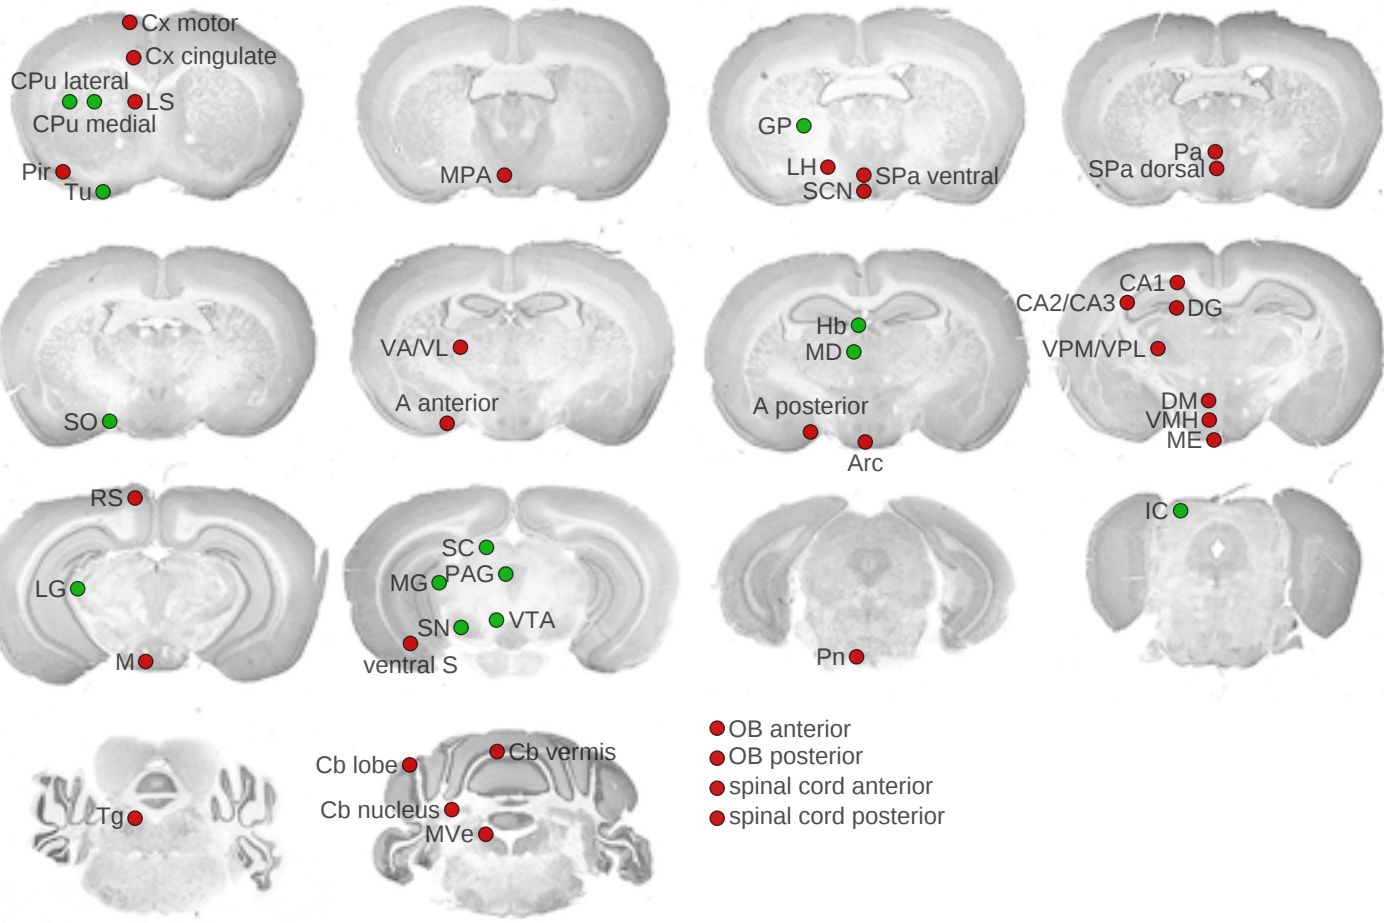 Cx motor
Cx cingulate
CPu lateral
LS
CPu medial
Pir
Tu
MPA
GP
LH
SPa ventral
SCN
Pa
SPa dorsal
SO
VA/VL
A anterior
Hb
MD
A posterior
Arc
CA1
CA2/CA3
DG
VPM/VPL
DM
VMH
ME
RS
LG
M
SC
MG
PAG
SN
VTA
ventral S
Pn
IC
Tg
Cb lobe
Cb vermis
Cb nucleus
MVe
OB anterior
OB posterior
spinal cord anterior
spinal cord posterior